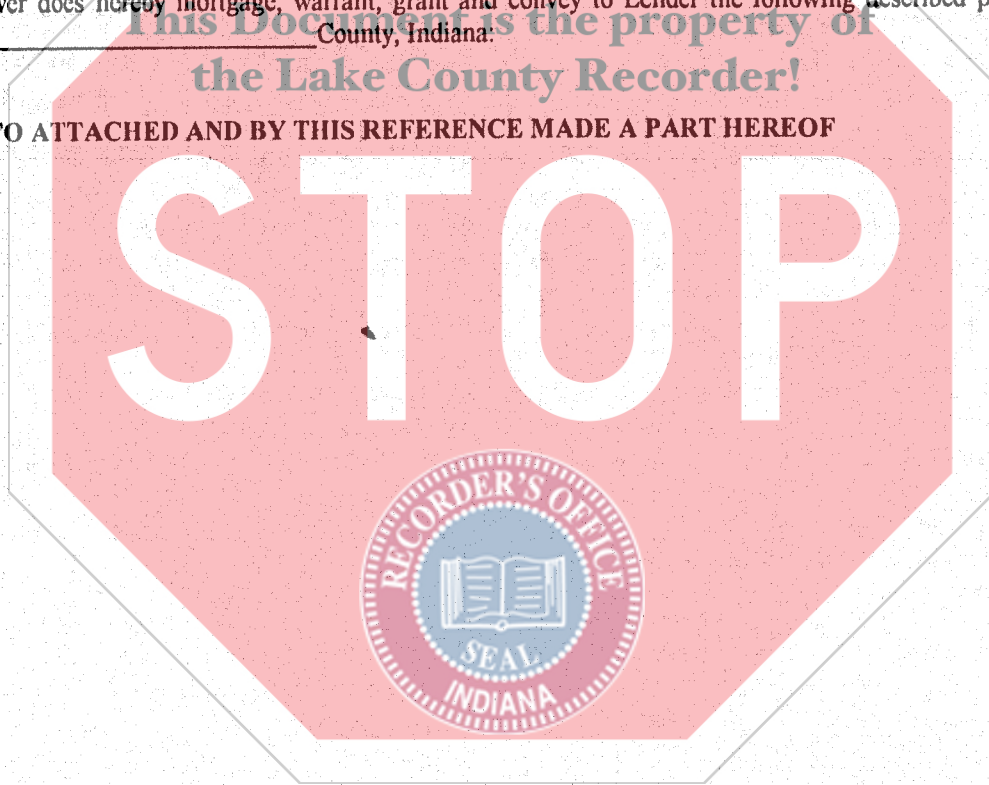 ver does hereby mortgage, warrant, grant and convey to Lender the following described p
This Document is the property of
County, Indiana:
the Lake County Recorder!
TO ATTACHED AND BY THIS REFERENCE MADE A PART HEREOF
STOP
RECORDER'S OFFICE
SEAL
INDIANA